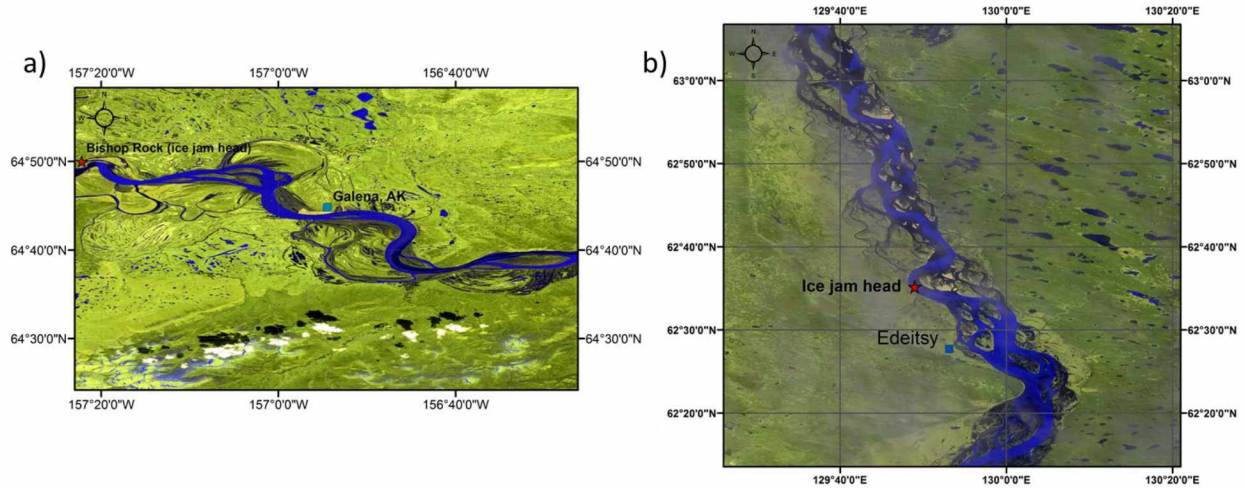 a)
157°20'0"W 157°0'0"W 156°40'0"W
N
W E
S
64°50'0"N 64°50'0"N
Bishop Rock (ice jam head)
Galena, AK
64°40'0"N 64°40'0"N
64°30'0"N 64°30'0"N
157°20'0"W 157°0'0"W 156°40'0"W
b)
129°40'0"E 130°0'0"E 130°20'0"E
N
W E
S
63°0'0"N 63°0'0"N
62°50'0"N 62°50'0"N
62°40'0"N 62°40'0"N
Ice jam head
62°30'0"N 62°30'0"N
Edeitsy
62°20'0"N 62°20'0"N
129°40'0"E 130°0'0"E 130°20'0"E